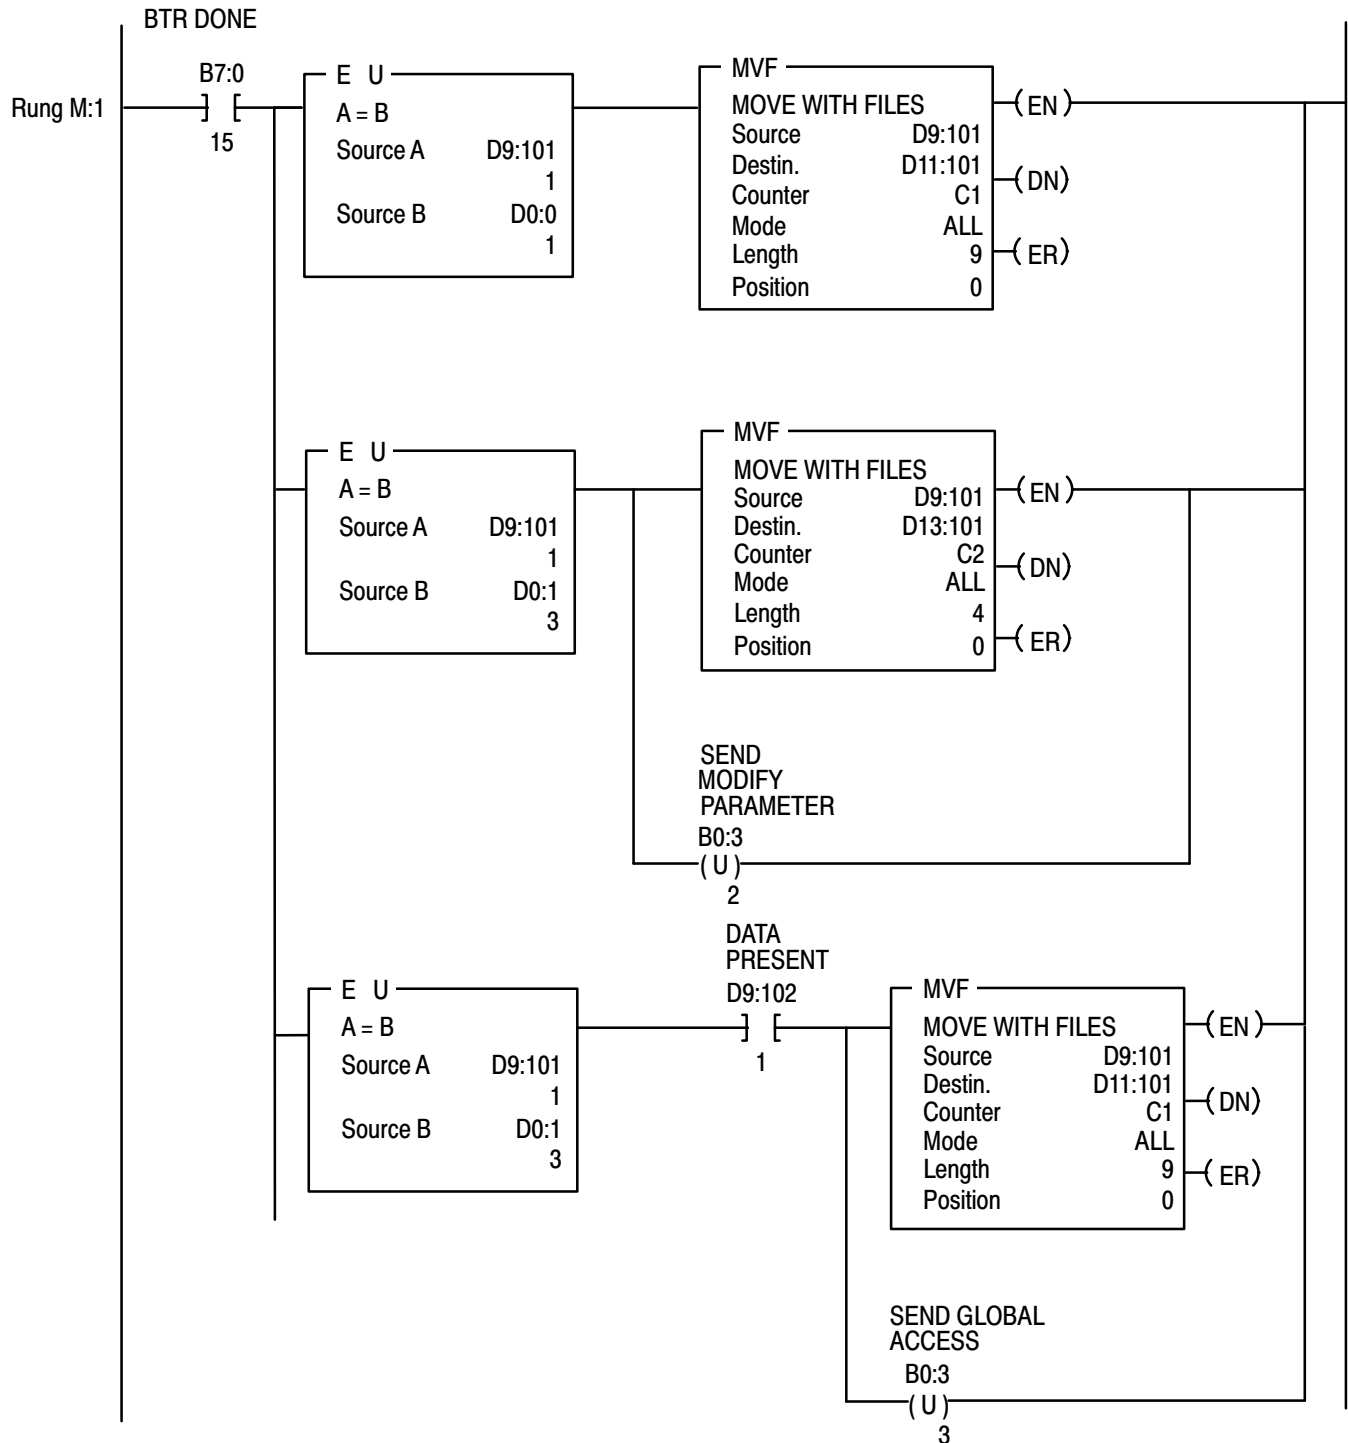 BTR DONE
Rung M:1
B7:0
] [
15
E U
A = B
Source A D9:101
1
Source B D0:0
1
MVF
MOVE WITH FILES
Source D9:101
Destin. D11:101
Counter C1
Mode ALL
Length 9
Position 0
(EN)
(DN)
(ER)
E U
A = B
Source A D9:101
1
Source B D0:1
3
MVF
MOVE WITH FILES
Source D9:101
Destin. D13:101
Counter C2
Mode ALL
Length 4
Position 0
(EN)
(DN)
(ER)
SEND
MODIFY
PARAMETER
B0:3
(U)
2
E U
A = B
Source A D9:101
1
Source B D0:1
3
DATA
PRESENT
D9:102
] [
1
MVF
MOVE WITH FILES
Source D9:101
Destin. D11:101
Counter C1
Mode ALL
Length 9
Position 0
(EN)
(DN)
(ER)
SEND GLOBAL
ACCESS
B0:3
(U)
3